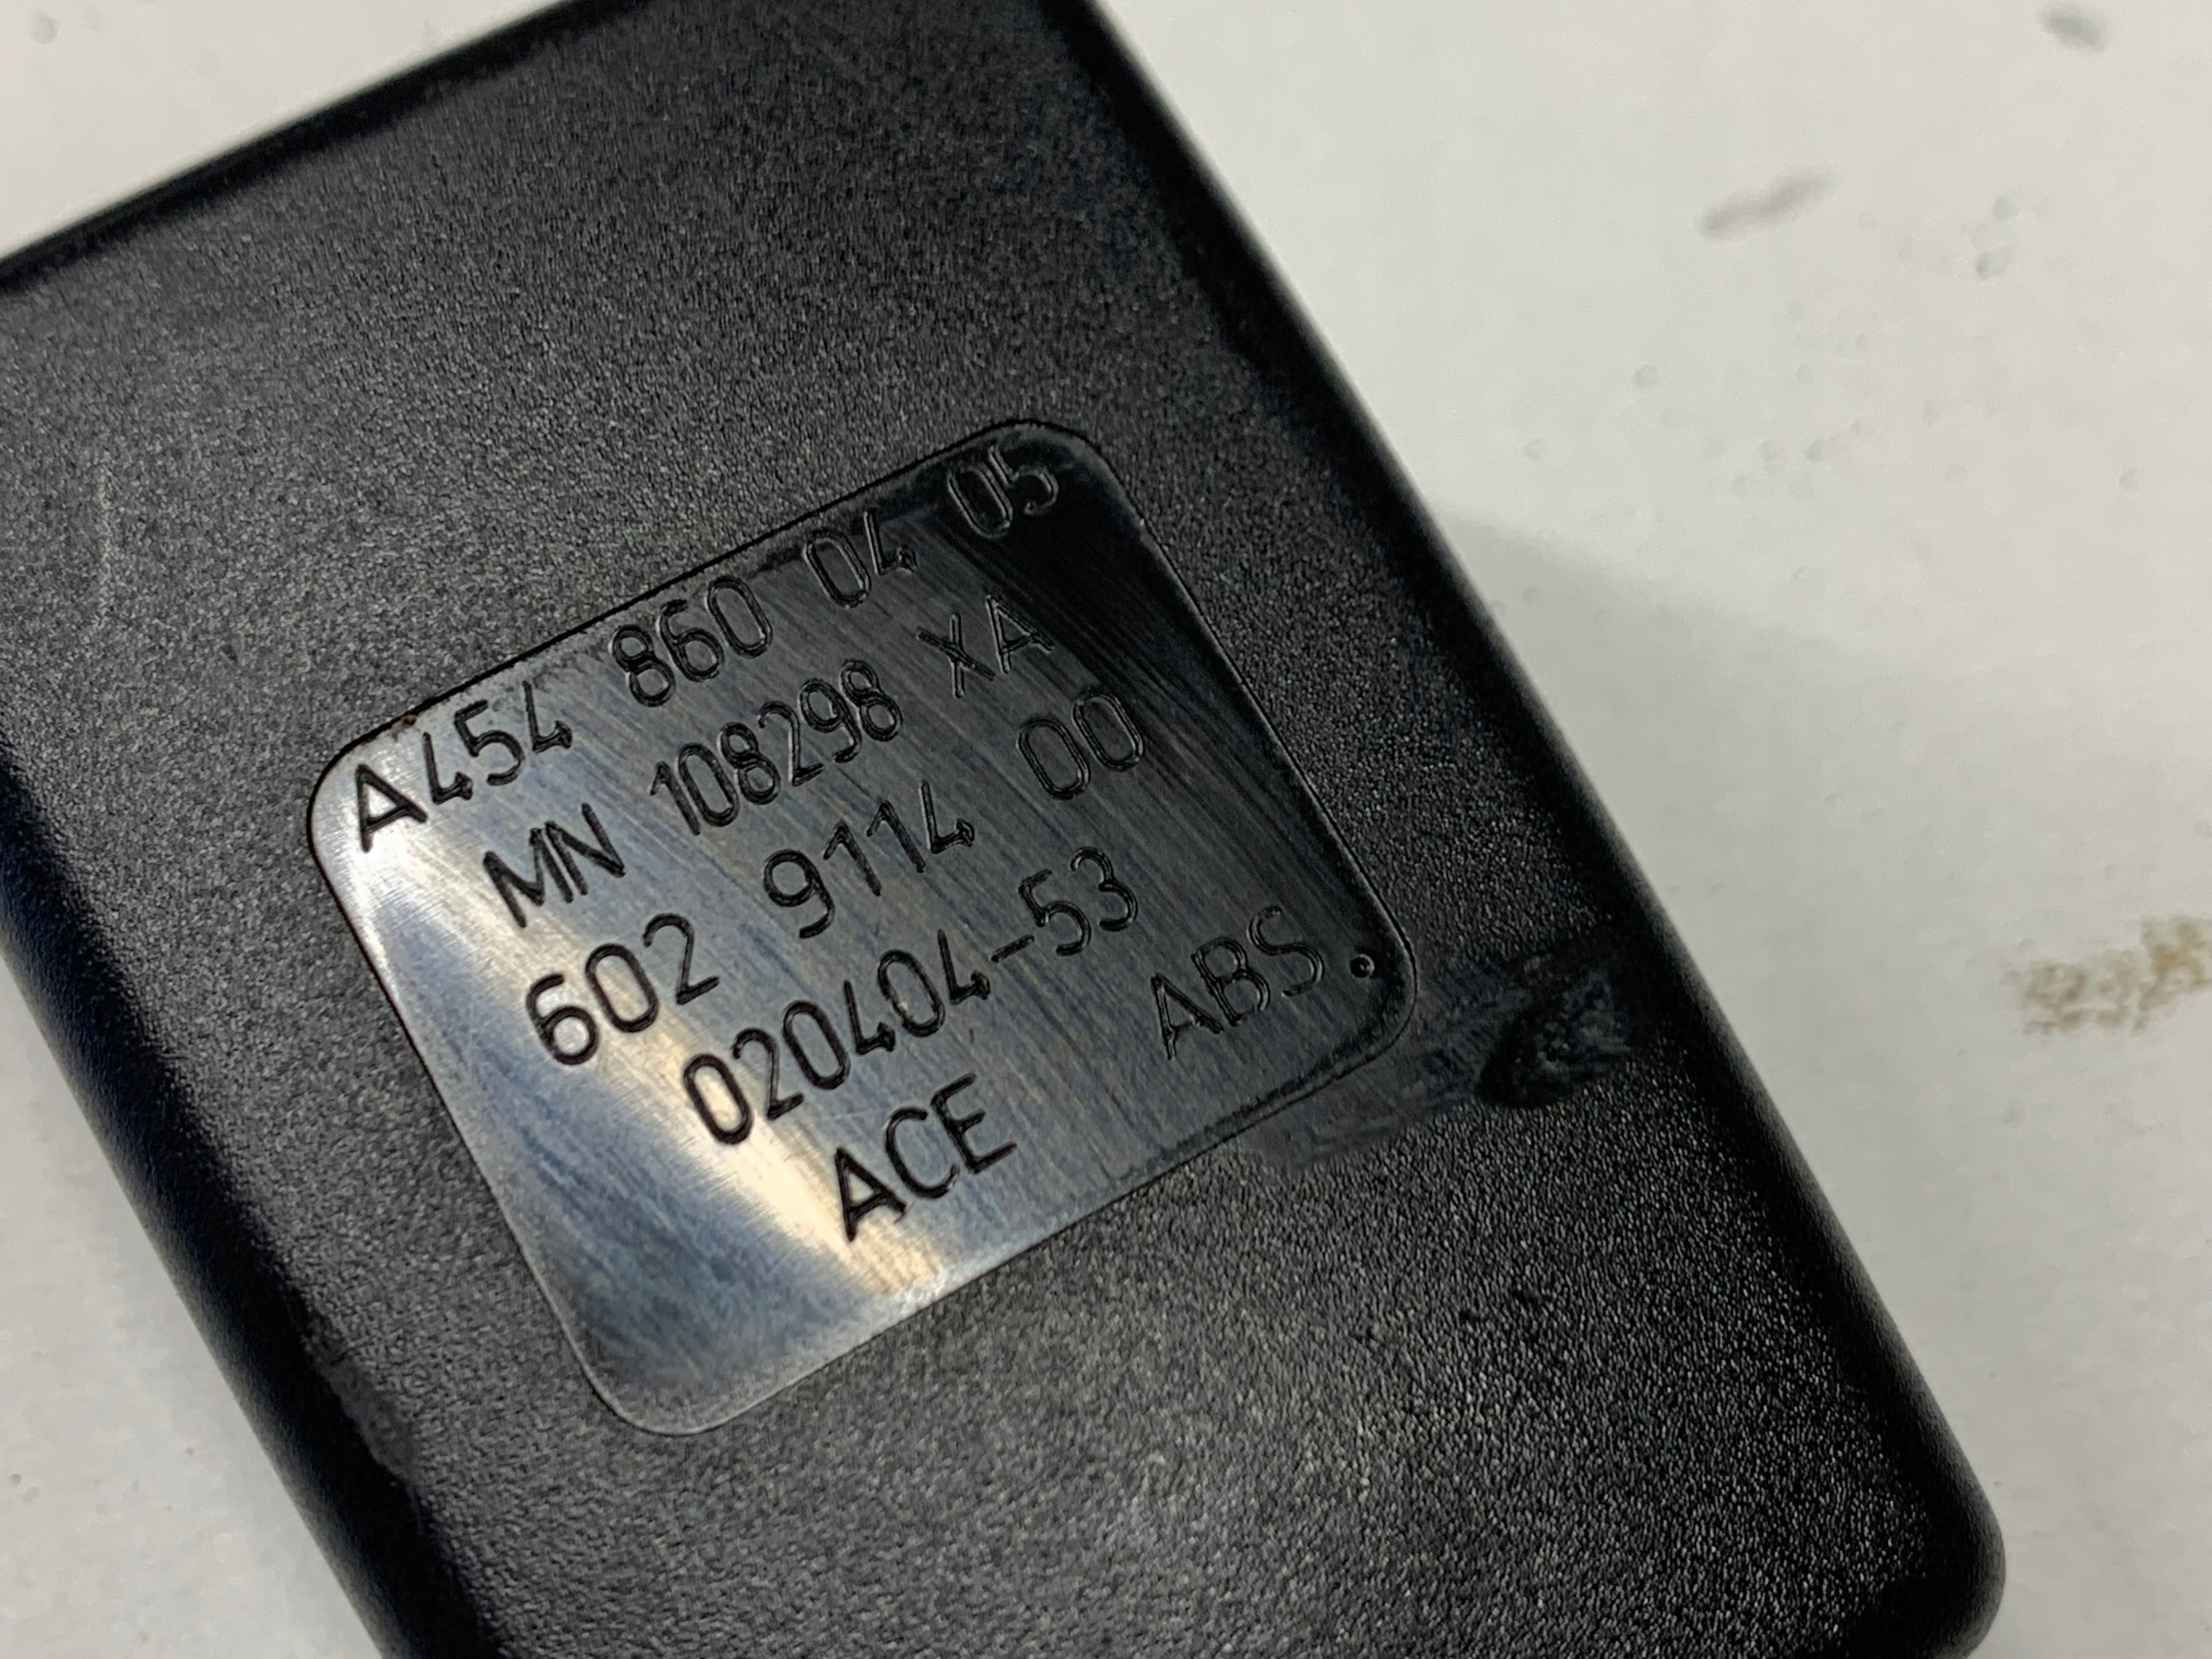 A454 860 04 05
MN 108298 XA
602 9114 00
020404-53
ACE ABS.